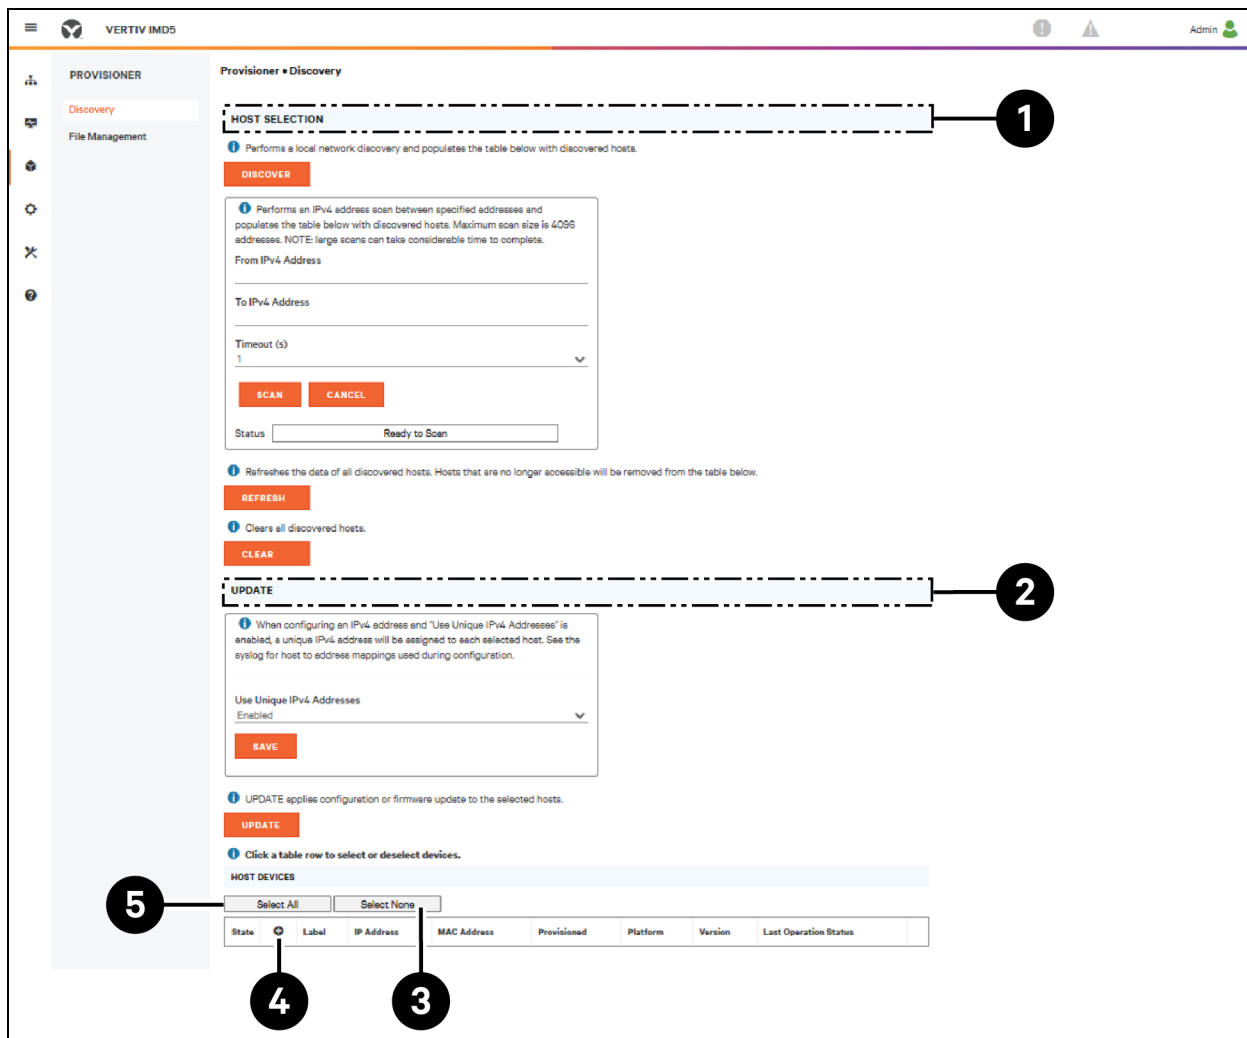 VERTIV IMD5
Admin
PROVISIONER
Discovery
File Management
Provisioner • Discovery
HOST SELECTION
1
Performs a local network discovery and populates the table below with discovered hosts.
DISCOVER
Performs an IPv4 address scan between specified addresses and
populates the table below with discovered hosts. Maximum scan size is 4096
addresses. NOTE: large scans can take considerable time to complete.
From IPv4 Address
To IPv4 Address
Timeout (s)
1
SCAN CANCEL
Status Ready to Scan
Refreshes the data of all discovered hosts. Hosts that are no longer accessible will be removed from the table below.
REFRESH
Clears all discovered hosts.
CLEAR
UPDATE
2
When configuring an IPv4 address and "Use Unique IPv4 Addresses" is
enabled, a unique IPv4 address will be assigned to each selected host. See the
syslog for host to address mappings used during configuration.
Use Unique IPv4 Addresses
Enabled
SAVE
UPDATE applies configuration or firmware update to the selected hosts.
UPDATE
Click a table row to select or deselect devices.
HOST DEVICES
5
Select All Select None
State Label IP Address MAC Address Provisioned Platform Version Last Operation Status
4 3